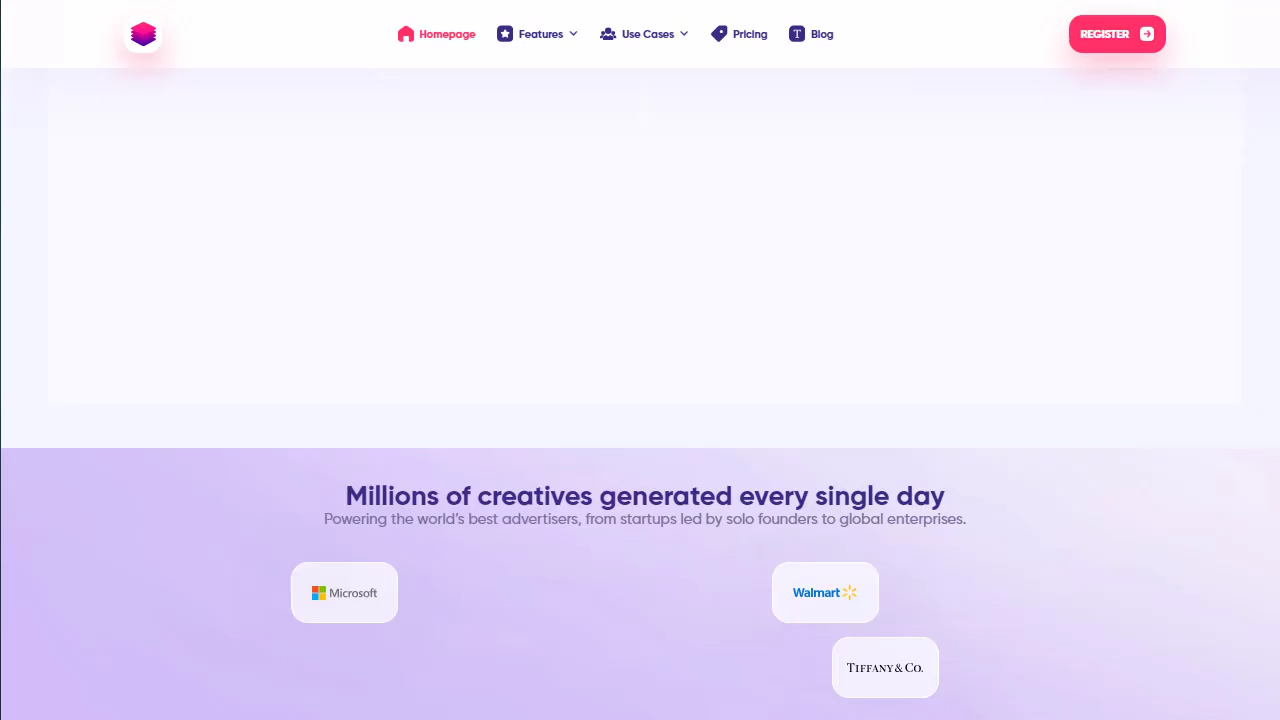 Homepage Features Use Cases Pricing Blog REGISTER
Millions of creatives generated every single day
Powering the world's best advertisers, from startups led by solo founders to global enterprises.
Microsoft Walmart
TIFFANY & CO.